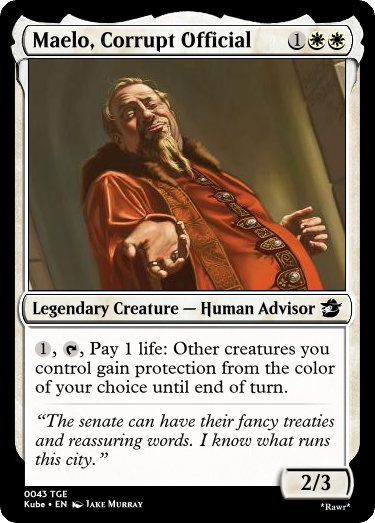 Maelo, Corrupt Official 1
Legendary Creature — Human Advisor
1, , Pay 1 life: Other creatures you
control gain protection from the color
of your choice until end of turn.
“The senate can have their fancy treaties
and reassuring words. I know what runs
this city.”
2/3
0043 TGE
Kube • EN Jake Murray
*Rawr*